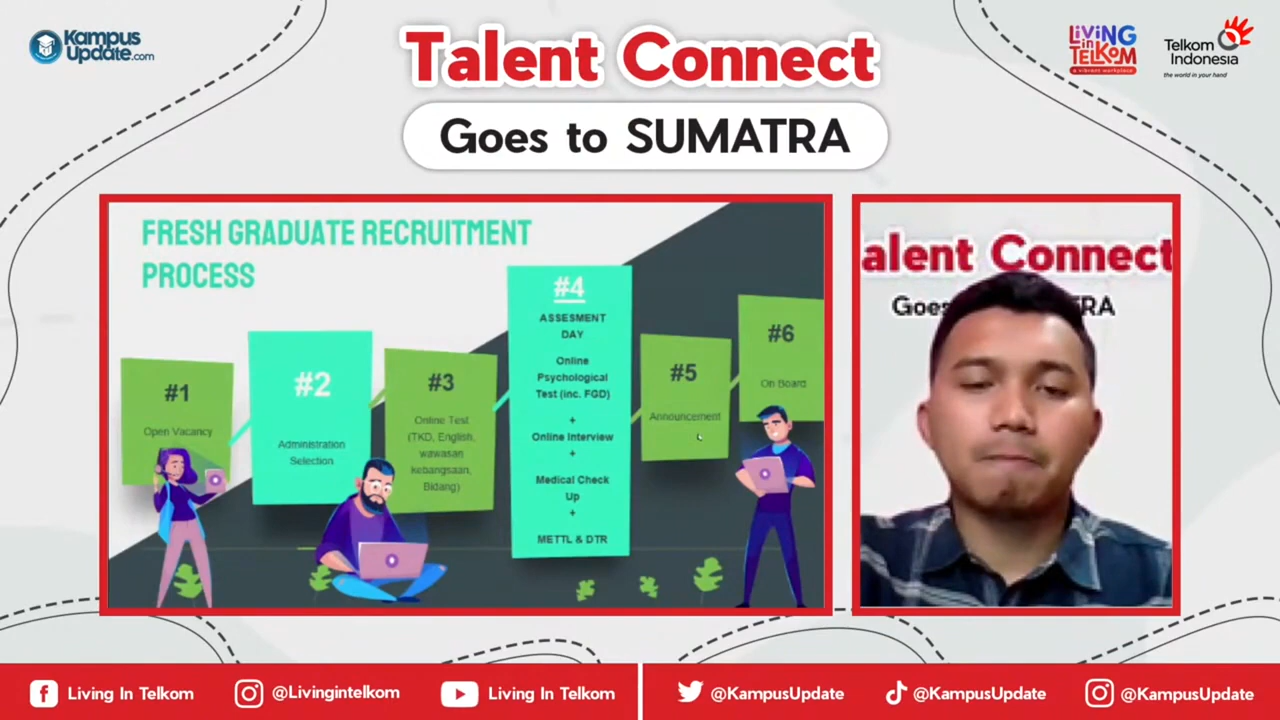 Kampus
Update.com
Talent Connect
Goes to SUMATRA
LiViNG
in
TELKOM
a vibrant workplace
Telkom
Indonesia
the world in your hand
FRESH GRADUATE RECRUITMENT
PROCESS
#1
Open Vacancy
#2
Administration
Selection
#3
Online Test
(TKD, English,
wawasan
kebangsaan,
Bidang)
#4
ASSESMENT
DAY
Online
Psychological
Test (inc. FGD)
+
Online Interview
+
Medical Check
Up
+
METTL & DTR
#5
Announcement
#6
On Board
alent Connect
Goes
RA
Living In Telkom
@Livingintelkom
Living In Telkom
@KampusUpdate
@KampusUpdate
@KampusUpdate